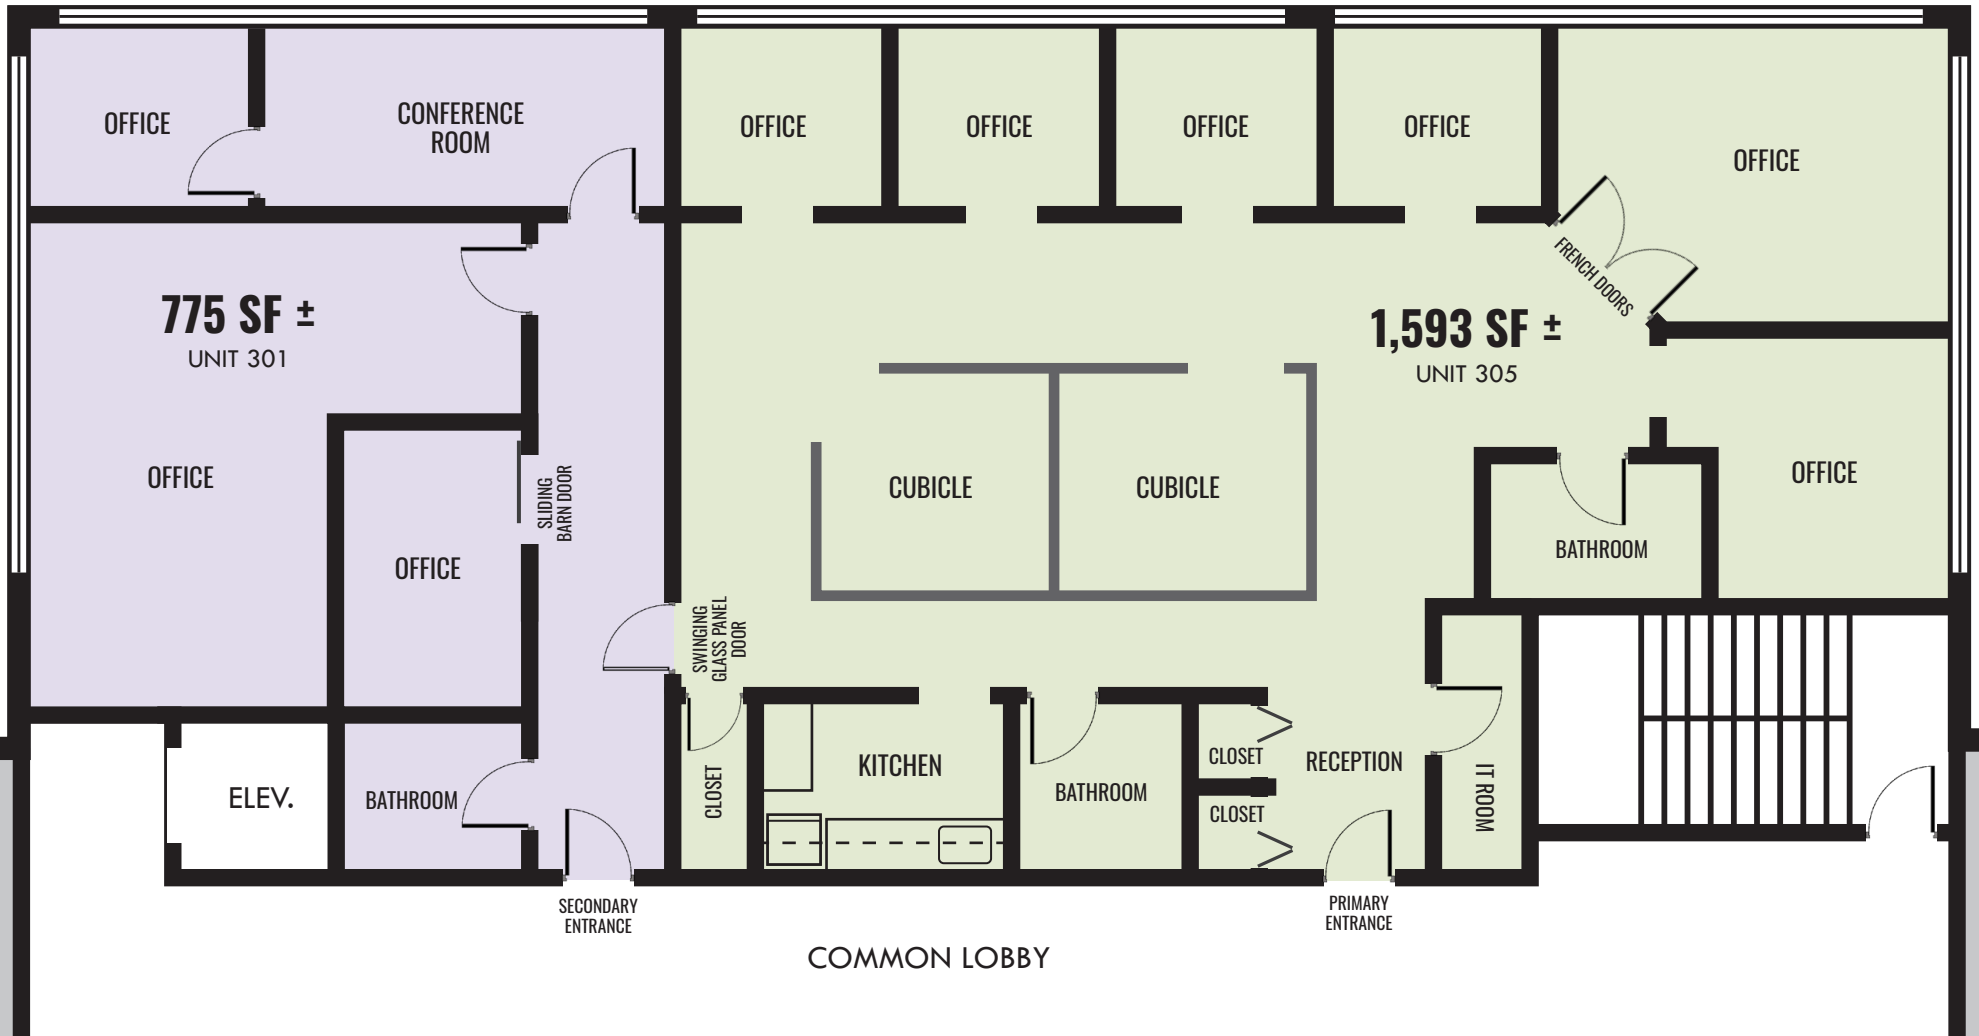 OFFICE
CONFERENCE
ROOM
OFFICE
OFFICE
OFFICE
OFFICE
OFFICE
FRENCH DOORS
775 SF ±
UNIT 301
1,593 SF ±
UNIT 305
OFFICE
OFFICE
SLIDING
BARN DOOR
CUBICLE
CUBICLE
OFFICE
BATHROOM
SWINGING
GLASS PANEL
DOOR
ELEV.
BATHROOM
CLOSET
KITCHEN
BATHROOM
CLOSET
CLOSET
RECEPTION
IT ROOM
SECONDARY
ENTRANCE
PRIMARY
ENTRANCE
COMMON LOBBY